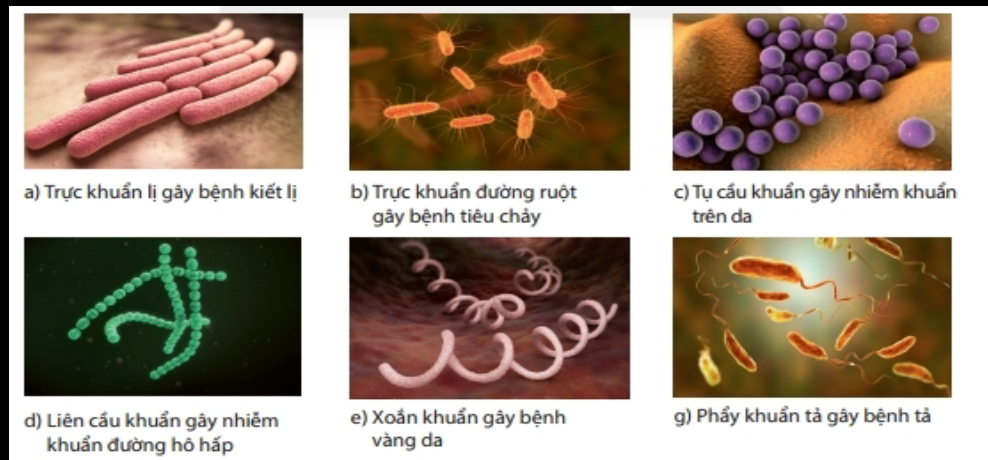 a) Trực khuẩn lị gây bệnh kiết lị
b) Trực khuẩn đường ruột
gây bệnh tiêu chảy
c) Tụ cầu khuẩn gây nhiễm khuẩn
trên da
d) Liên cầu khuẩn gây nhiễm
khuẩn đường hô hấp
e) Xoắn khuẩn gây bệnh
vàng da
g) Phẩy khuẩn tả gây bệnh tả